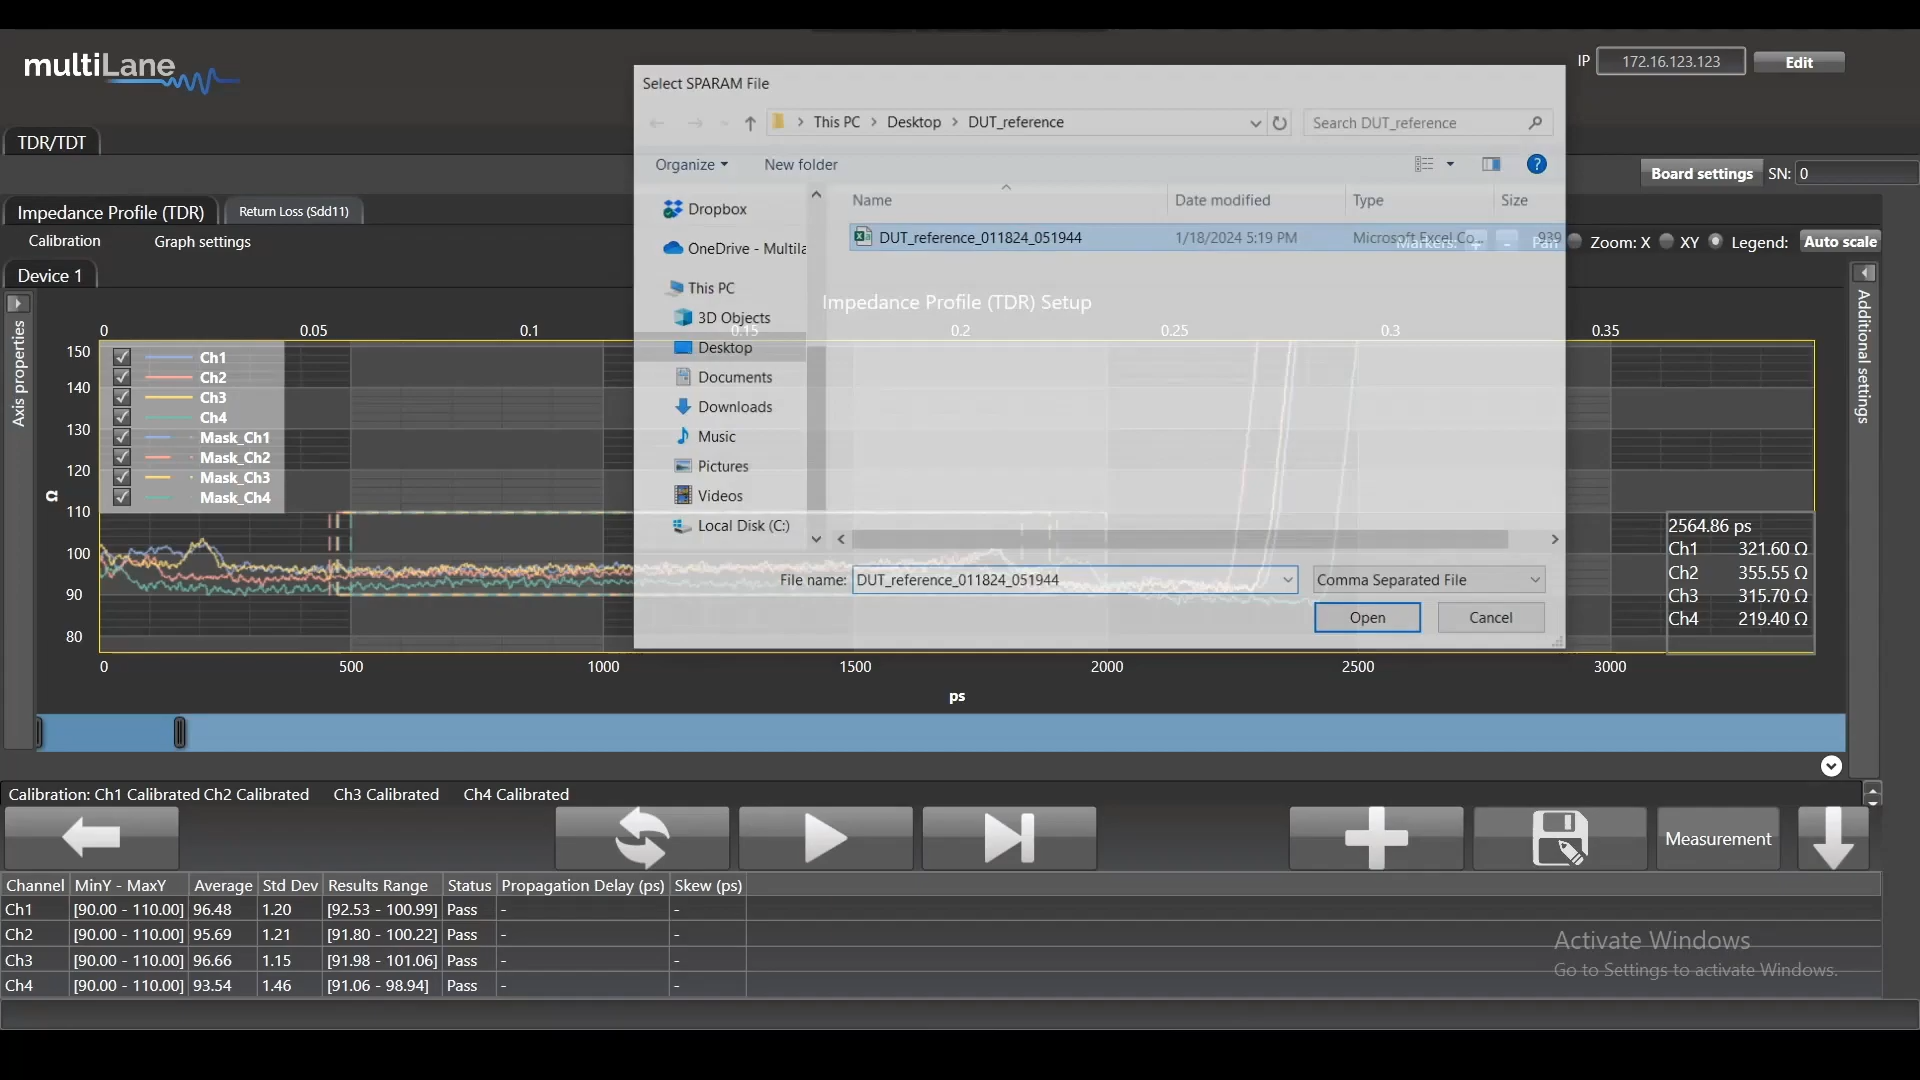 multiLane
IP 172.16.123.123 Edit
Select SPARAM File
This PC > Desktop > DUT_reference
Search DUT_reference
TDR/TDT
Organize New folder
?
Board settings SN: 0
Impedance Profile (TDR) Return Loss (Sdd11)
Name Date modified Type Size
Dropbox
Calibration Graph settings
DUT_reference_011824_051944 1/18/2024 5:19 PM Microsoft Excel Co... 939
Markers: + - Pan Zoom: X XY Legend: Auto scale
OneDrive - Multila
Device 1
This PC
Impedance Profile (TDR) Setup
3D Objects
0 0.05 0.1 0.15 0.2 0.25 0.3 0.35
Desktop
Documents
Downloads
Music
Pictures
Videos
Local Disk (C:)
Axis properties
Additional settings
150
140
130
120
110
100
90
80
Ω
Ch1
Ch2
Ch3
Ch4
Mask_Ch1
Mask_Ch2
Mask_Ch3
Mask_Ch4
2564.86 ps
Ch1 321.60 Ω
Ch2 355.55 Ω
Ch3 315.70 Ω
Ch4 219.40 Ω
File name: DUT_reference_011824_051944 Comma Separated File
Open Cancel
0 500 1000 1500 2000 2500 3000
ps
Calibration: Ch1 Calibrated Ch2 Calibrated Ch3 Calibrated Ch4 Calibrated
Measurement
Channel MinY - MaxY Average Std Dev Results Range Status Propagation Delay (ps) Skew (ps)
Ch1 [90.00 - 110.00] 96.48 1.20 [92.53 - 100.99] Pass - -
Ch2 [90.00 - 110.00] 95.69 1.21 [91.80 - 100.22] Pass - -
Ch3 [90.00 - 110.00] 96.66 1.15 [91.98 - 101.06] Pass - -
Ch4 [90.00 - 110.00] 93.54 1.46 [91.06 - 98.94] Pass - -
Activate Windows
Go to Settings to activate Windows.